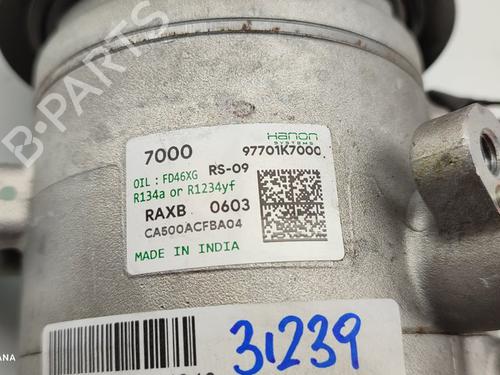 B-PARTS
Hanon
SYSTEMS
7000 97701K7000
OIL : FD46XG RS-09
R134a or R1234yf
RAXB 0603
CA500ACFBA04
MADE IN INDIA
31239
ANA